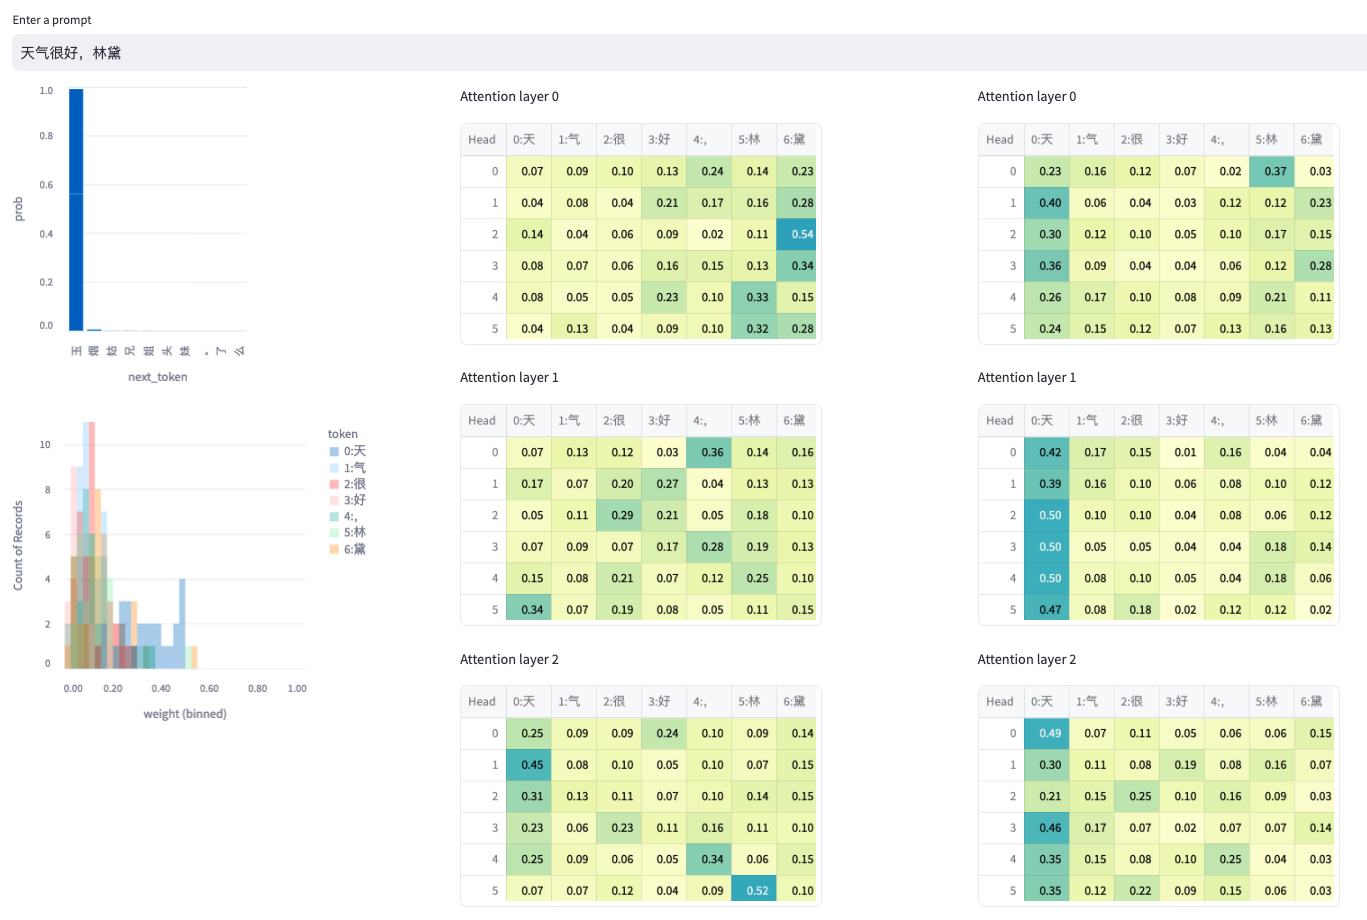 Enter a prompt
天气很好，林黛
1.0
0.8
0.6
0.4
0.2
0.0
prob
玉 烟 姑 兄 姐 头 妹 。 了 么
next_token
10
8
6
4
2
0
Count of Records
0.00 0.20 0.40 0.60 0.80 1.00
weight (binned)
token
0:天
1:气
2:很
3:好
4:，
5:林
6:黛
Attention layer 0
Head 0:天 1:气 2:很 3:好 4:， 5:林 6:黛
0 0.07 0.09 0.10 0.13 0.24 0.14 0.23
1 0.04 0.08 0.04 0.21 0.17 0.16 0.28
2 0.14 0.04 0.06 0.09 0.02 0.11 0.54
3 0.08 0.07 0.06 0.16 0.15 0.13 0.34
4 0.08 0.05 0.05 0.23 0.10 0.33 0.15
5 0.04 0.13 0.04 0.09 0.10 0.32 0.28
Attention layer 1
Head 0:天 1:气 2:很 3:好 4:， 5:林 6:黛
0 0.07 0.13 0.12 0.03 0.36 0.14 0.16
1 0.17 0.07 0.20 0.27 0.04 0.13 0.13
2 0.05 0.11 0.29 0.21 0.05 0.18 0.10
3 0.07 0.09 0.07 0.17 0.28 0.19 0.13
4 0.15 0.08 0.21 0.07 0.12 0.25 0.10
5 0.34 0.07 0.19 0.08 0.05 0.11 0.15
Attention layer 2
Head 0:天 1:气 2:很 3:好 4:， 5:林 6:黛
0 0.25 0.09 0.09 0.24 0.10 0.09 0.14
1 0.45 0.08 0.10 0.05 0.10 0.07 0.15
2 0.31 0.13 0.11 0.07 0.10 0.14 0.15
3 0.23 0.06 0.23 0.11 0.16 0.11 0.10
4 0.25 0.09 0.06 0.05 0.34 0.06 0.15
5 0.07 0.07 0.12 0.04 0.09 0.52 0.10
Attention layer 0
Head 0:天 1:气 2:很 3:好 4:， 5:林 6:黛
0 0.23 0.16 0.12 0.07 0.02 0.37 0.03
1 0.40 0.06 0.04 0.03 0.12 0.12 0.23
2 0.30 0.12 0.10 0.05 0.10 0.17 0.15
3 0.36 0.09 0.04 0.04 0.06 0.12 0.28
4 0.26 0.17 0.10 0.08 0.09 0.21 0.11
5 0.24 0.15 0.12 0.07 0.13 0.16 0.13
Attention layer 1
Head 0:天 1:气 2:很 3:好 4:， 5:林 6:黛
0 0.42 0.17 0.15 0.01 0.16 0.04 0.04
1 0.39 0.16 0.10 0.06 0.08 0.10 0.12
2 0.50 0.10 0.10 0.04 0.08 0.06 0.12
3 0.50 0.05 0.05 0.04 0.04 0.18 0.14
4 0.50 0.08 0.10 0.05 0.04 0.18 0.06
5 0.47 0.08 0.18 0.02 0.12 0.12 0.02
Attention layer 2
Head 0:天 1:气 2:很 3:好 4:， 5:林 6:黛
0 0.49 0.07 0.11 0.05 0.06 0.06 0.15
1 0.30 0.11 0.08 0.19 0.08 0.16 0.07
2 0.21 0.15 0.25 0.10 0.16 0.09 0.03
3 0.46 0.17 0.07 0.02 0.07 0.07 0.14
4 0.35 0.15 0.08 0.10 0.25 0.04 0.03
5 0.35 0.12 0.22 0.09 0.15 0.06 0.03